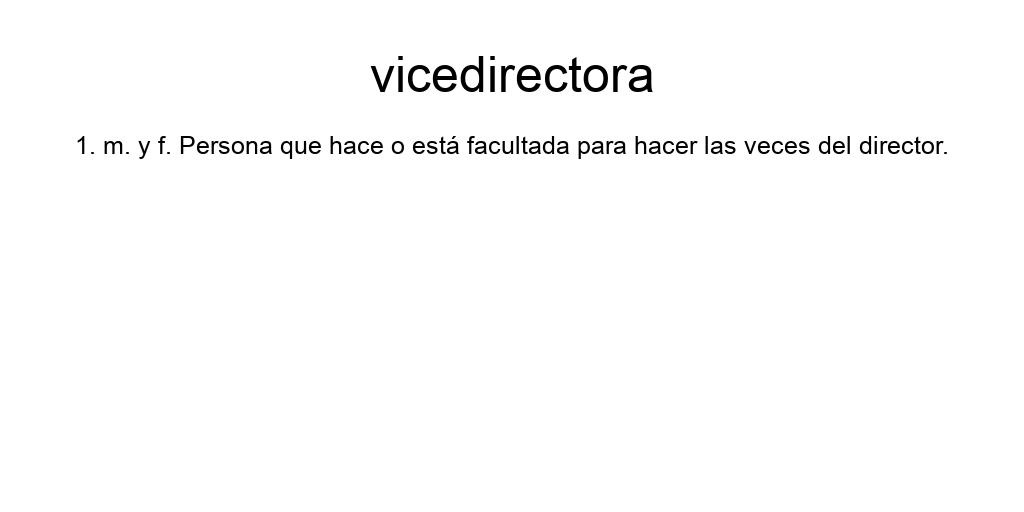 vicedirectora
1. m. y f. Persona que hace o está facultada para hacer las veces del director.